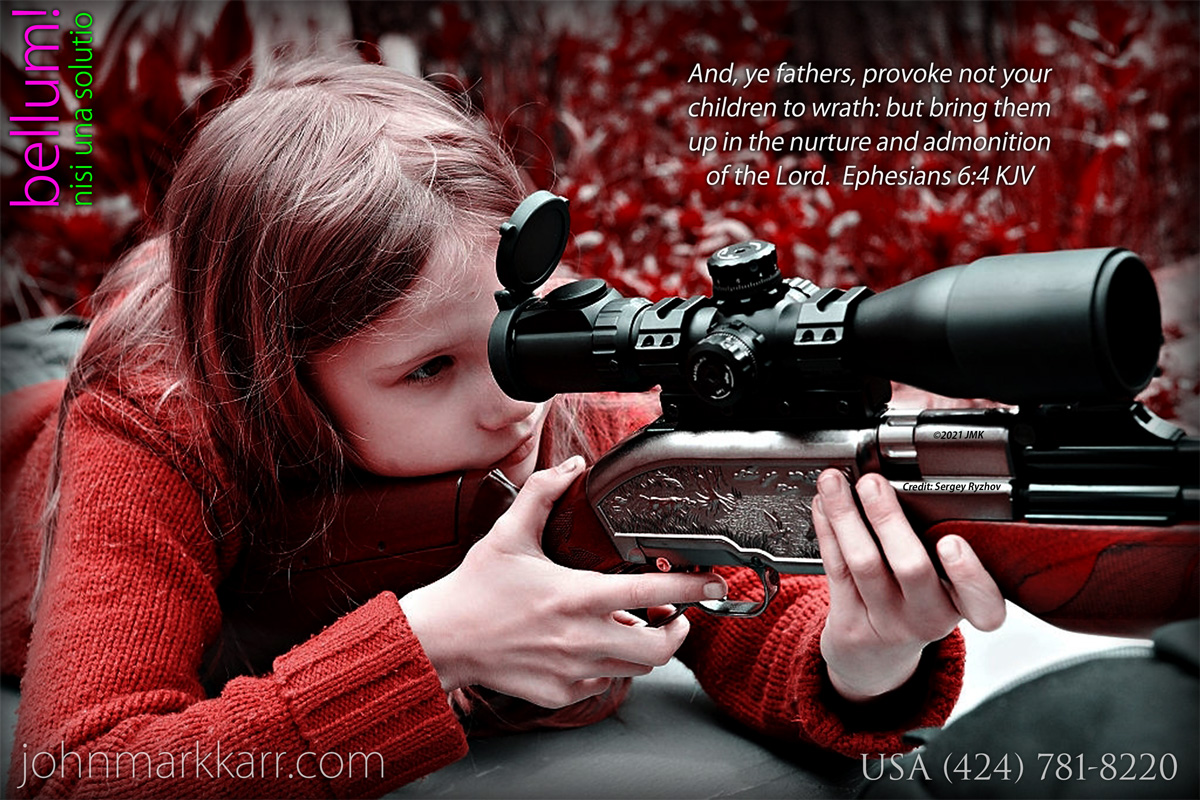 bellum!
nisi una solutio
And, ye fathers, provoke not your
children to wrath: but bring them
up in the nurture and admonition
of the Lord.  Ephesians 6:4 KJV
©2021 JMK
Credit: Sergey Ryzhov
johnmarkkarr.com
USA (424) 781-8220